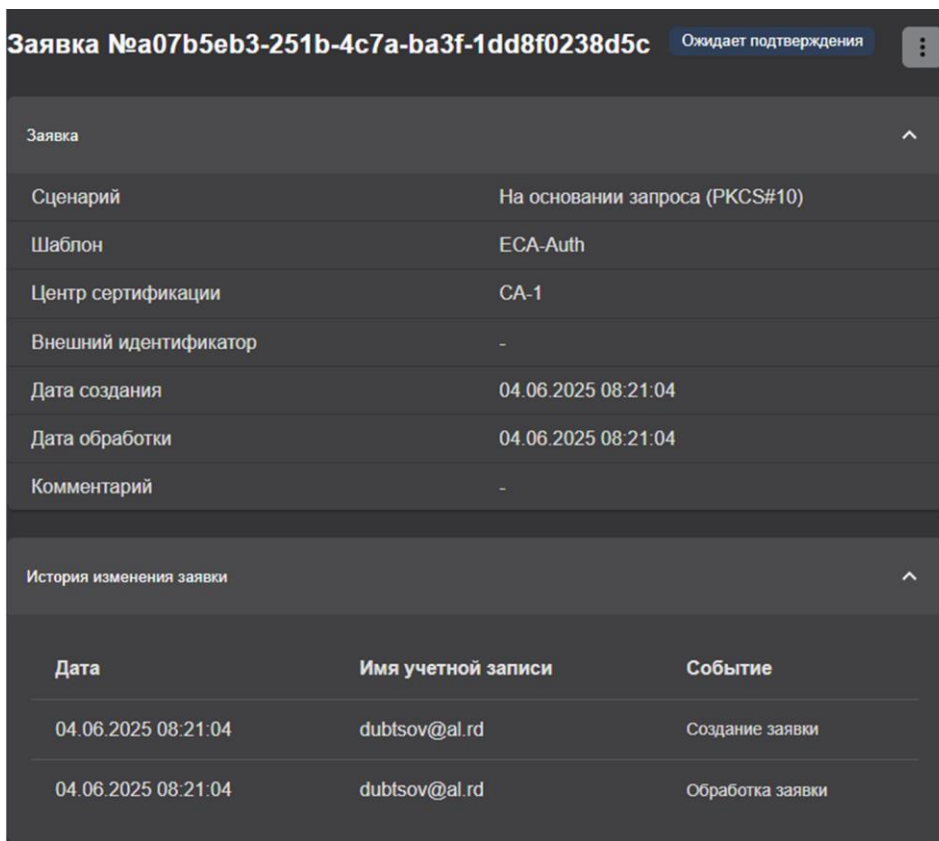 Заявка №a07b5eb3-251b-4c7a-ba3f-1dd8f0238d5c Ожидает подтверждения
Заявка
Сценарий На основании запроса (PKCS#10)
Шаблон ECA-Auth
Центр сертификации CA-1
Внешний идентификатор -
Дата создания 04.06.2025 08:21:04
Дата обработки 04.06.2025 08:21:04
Комментарий -
История изменения заявки
Дата Имя учетной записи Событие
04.06.2025 08:21:04 dubtsov@al.rd Создание заявки
04.06.2025 08:21:04 dubtsov@al.rd Обработка заявки